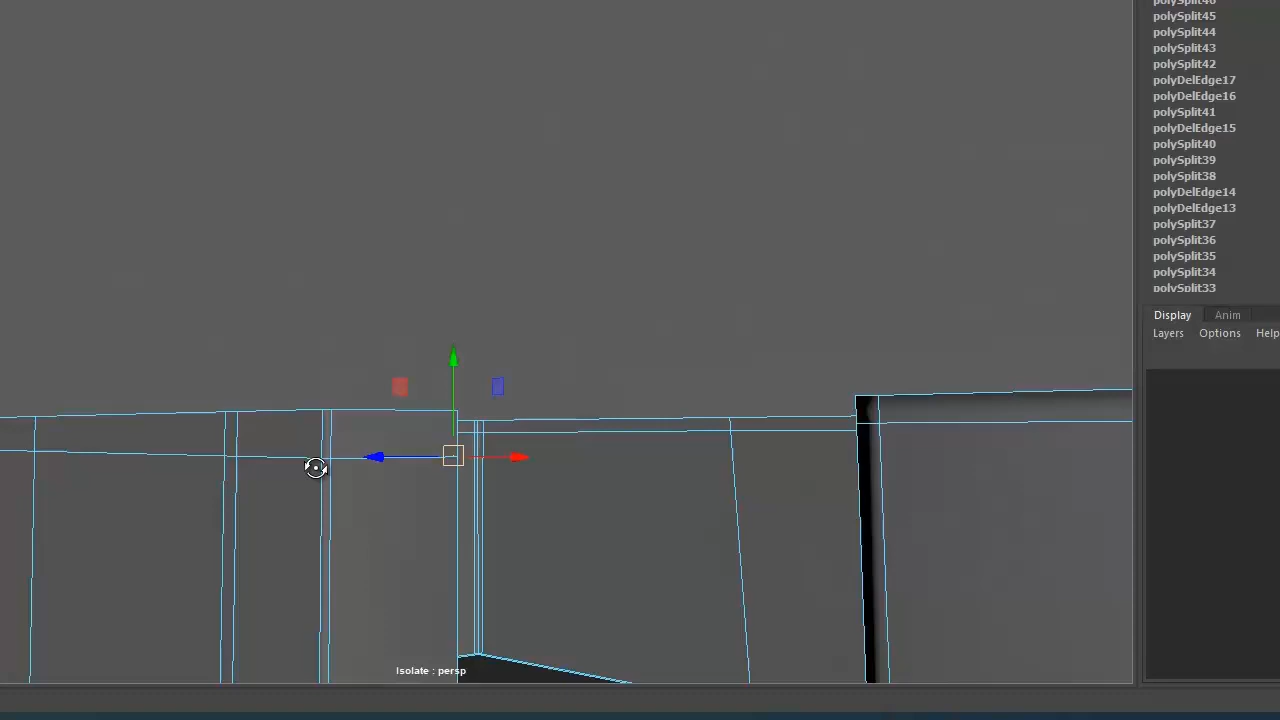 polySplit46
polySplit45
polySplit44
polySplit43
polySplit42
polyDelEdge17
polyDelEdge16
polySplit41
polyDelEdge15
polySplit40
polySplit39
polySplit38
polyDelEdge14
polyDelEdge13
polySplit37
polySplit36
polySplit35
polySplit34
polySplit33
Display Anim
Layers Options Help
Isolate : persp